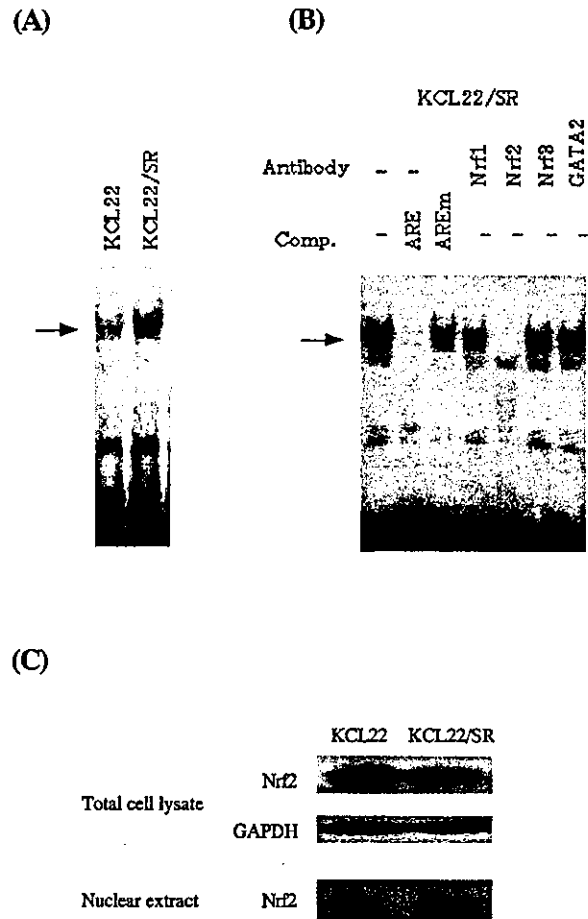 (A)
KCL22
KCL22/SR
(B)
KCL22/SR
Antibody - - Nrf1 Nrf2 Nrf3 GATA2
Comp. - ARE AREm - - - -
(C)
KCL22 KCL22/SR
Total cell lysate
Nrf2
GAPDH
Nuclear extract Nrf2